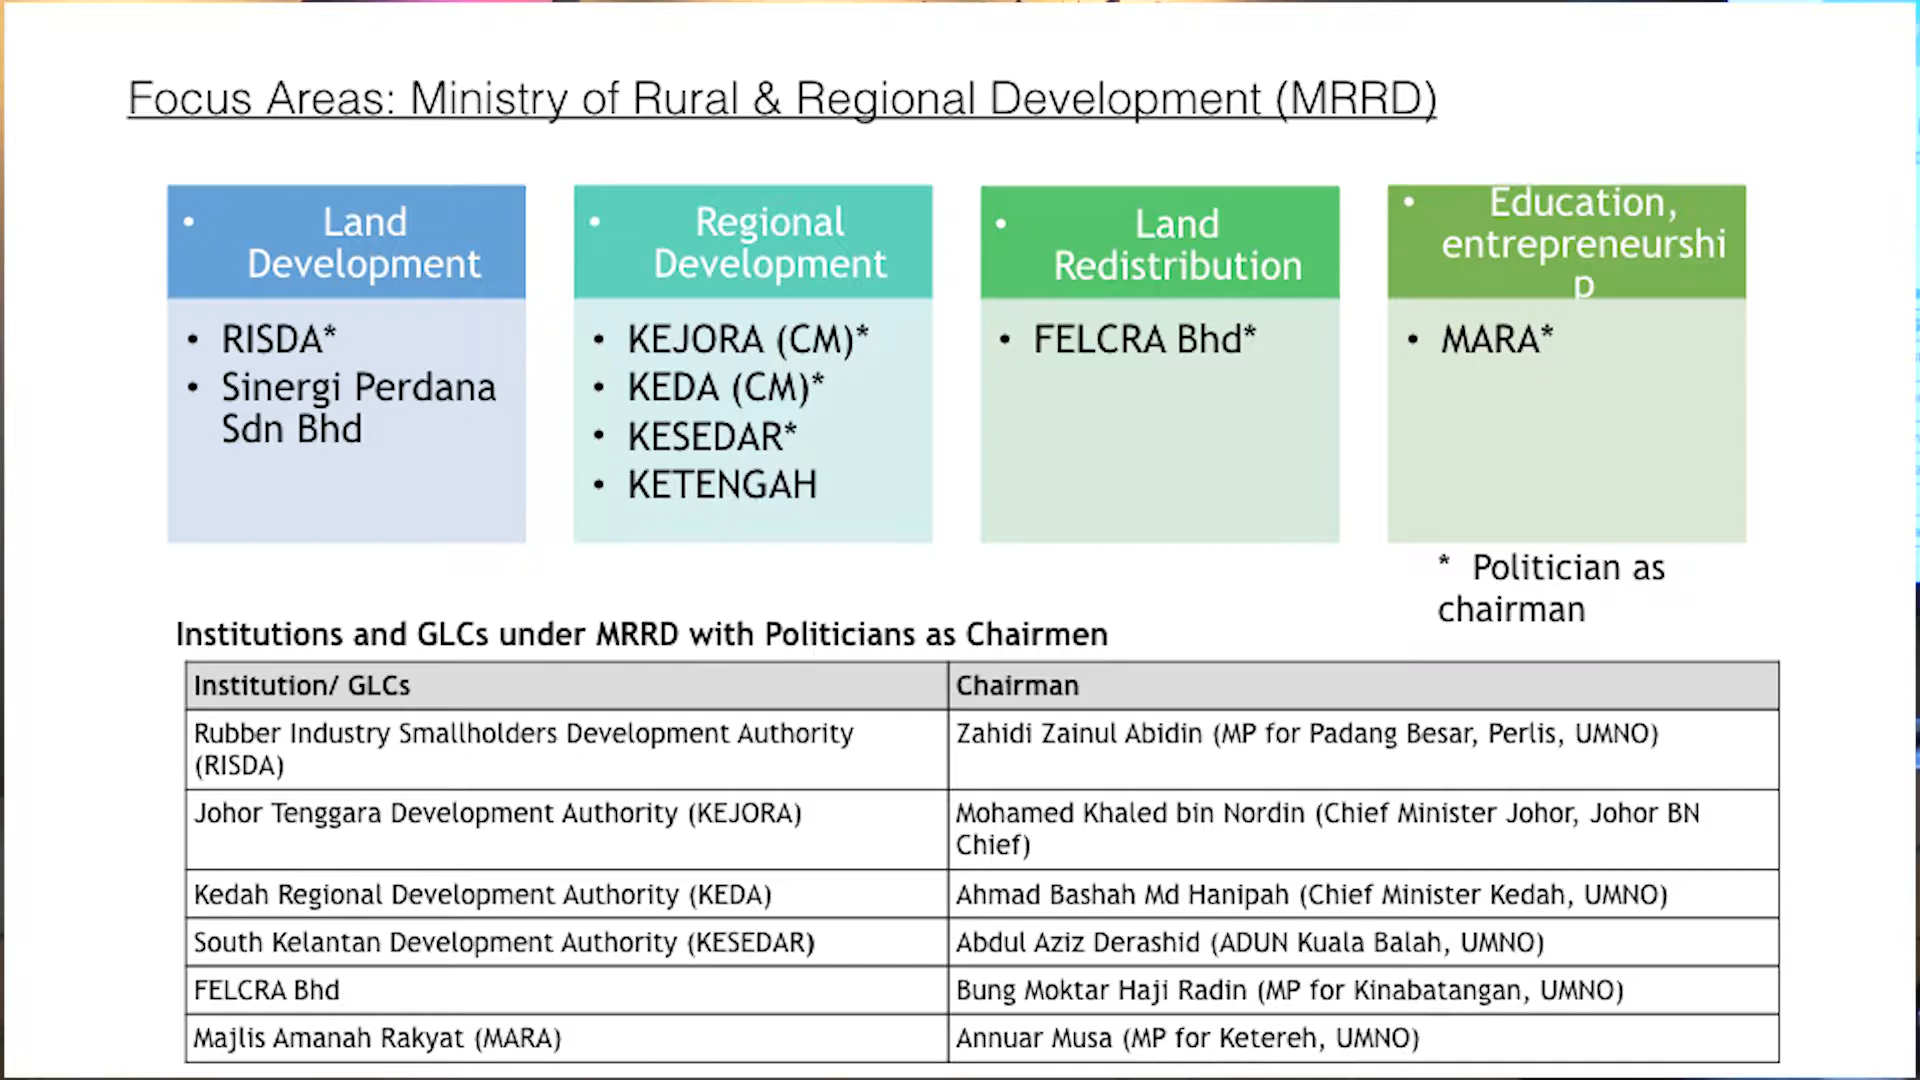 Focus Areas: Ministry of Rural & Regional Development (MRRD)
• Land
Development
• RISDA*
• Sinergi Perdana
Sdn Bhd
• Regional
Development
• KEJORA (CM)*
• KEDA (CM)*
• KESEDAR*
• KETENGAH
• Land
Redistribution
• FELCRA Bhd*
• Education,
entrepreneurshi
p
• MARA*
* Politician as
chairman
Institutions and GLCs under MRRD with Politicians as Chairmen
Institution/ GLCs
Chairman
Rubber Industry Smallholders Development Authority
(RISDA)
Zahidi Zainul Abidin (MP for Padang Besar, Perlis, UMNO)
Johor Tenggara Development Authority (KEJORA)
Mohamed Khaled bin Nordin (Chief Minister Johor, Johor BN
Chief)
Kedah Regional Development Authority (KEDA)
Ahmad Bashah Md Hanipah (Chief Minister Kedah, UMNO)
South Kelantan Development Authority (KESEDAR)
Abdul Aziz Derashid (ADUN Kuala Balah, UMNO)
FELCRA Bhd
Bung Moktar Haji Radin (MP for Kinabatangan, UMNO)
Majlis Amanah Rakyat (MARA)
Annuar Musa (MP for Ketereh, UMNO)